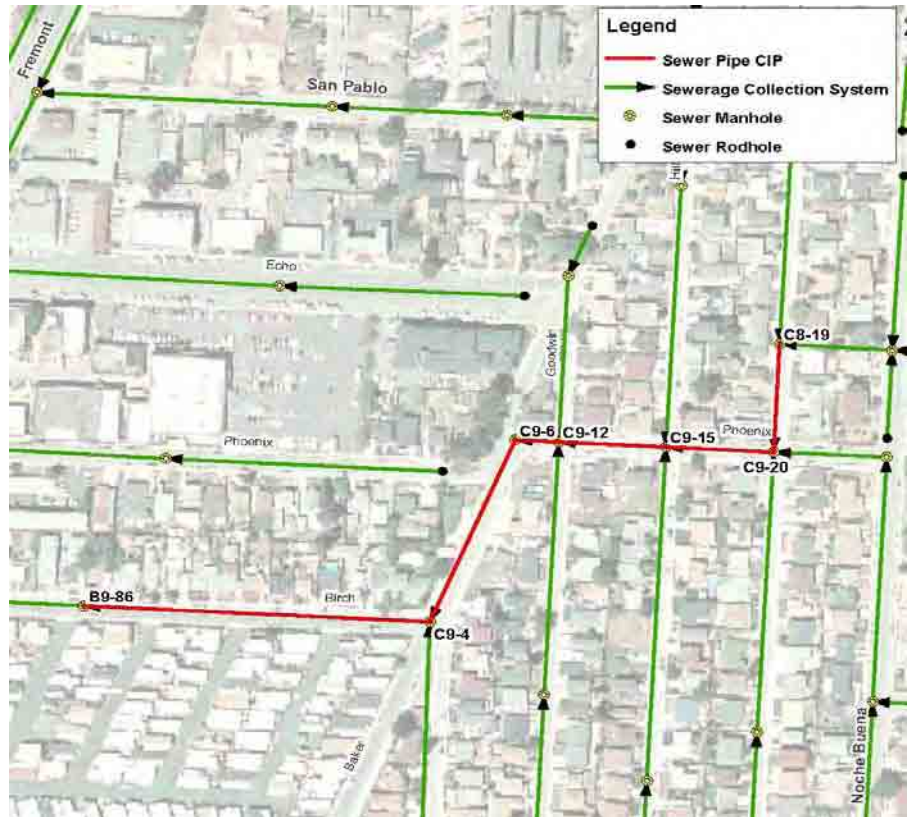 Legend
Sewer Pipe CIP
Sewerage Collection System
Sewer Manhole
Sewer Rodhole
Fremont
San Pablo
Echo
Goodwin
C8-19
Phoenix
C9-6
C9-12
C9-15
Phoenix
C9-20
B9-86
Birch
C9-4
Baker
Noche Buena